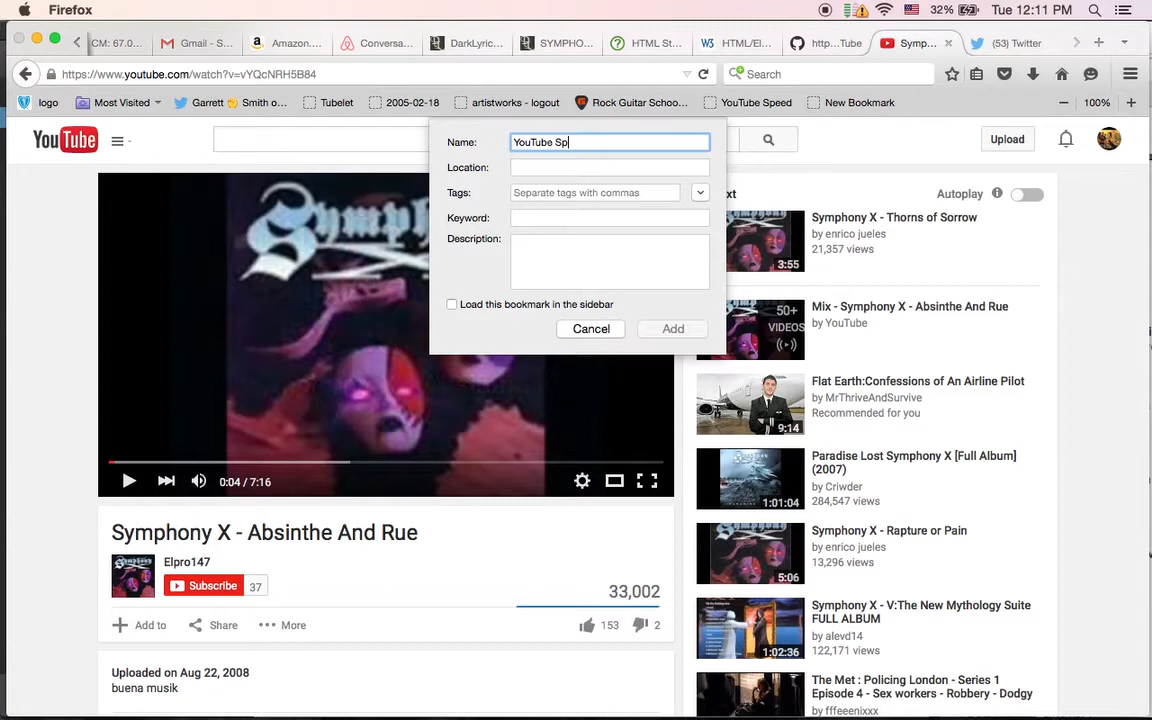 Firefox
32%
Tue 12:11 PM
CM: 67.0...
Gmail - S...
Amazon....
Conversa...
DarkLyric...
SYMPHO...
HTML St...
HTML/El...
http...Tube
Symp...
(53) Twitter
https://www.youtube.com/watch?v=vYQcNRH5B84
Search
logo
Most Visited
Garrett 👏 Smith o...
Tubelet
2005-02-18
artistworks - logout
Rock Guitar Schoo...
YouTube Speed
New Bookmark
100%
YouTube
Upload
Name:
YouTube Sp
Location:
Tags:
Separate tags with commas
Keyword:
Description:
Load this bookmark in the sidebar
Cancel
Add
0:04 / 7:16
Symphony X - Absinthe And Rue
Elpro147
Subscribe
37
33,002
Add to
Share
More
153
2
Uploaded on Aug 22, 2008
buena musik
xt
Autoplay
Symphony X - Thorns of Sorrow
by enrico jueles
21,357 views
3:55
Mix - Symphony X - Absinthe And Rue
by YouTube
50+
VIDEOS
Flat Earth:Confessions of An Airline Pilot
by MrThriveAndSurvive
Recommended for you
9:14
Paradise Lost Symphony X [Full Album]
(2007)
by Criwder
284,547 views
1:01:04
Symphony X - Rapture or Pain
by enrico jueles
13,296 views
5:06
Symphony X - V:The New Mythology Suite
FULL ALBUM
by alevd14
122,171 views
1:02:36
The Met : Policing London - Series 1
Episode 4 - Sex workers - Robbery - Dodgy
by fffeeenixxx